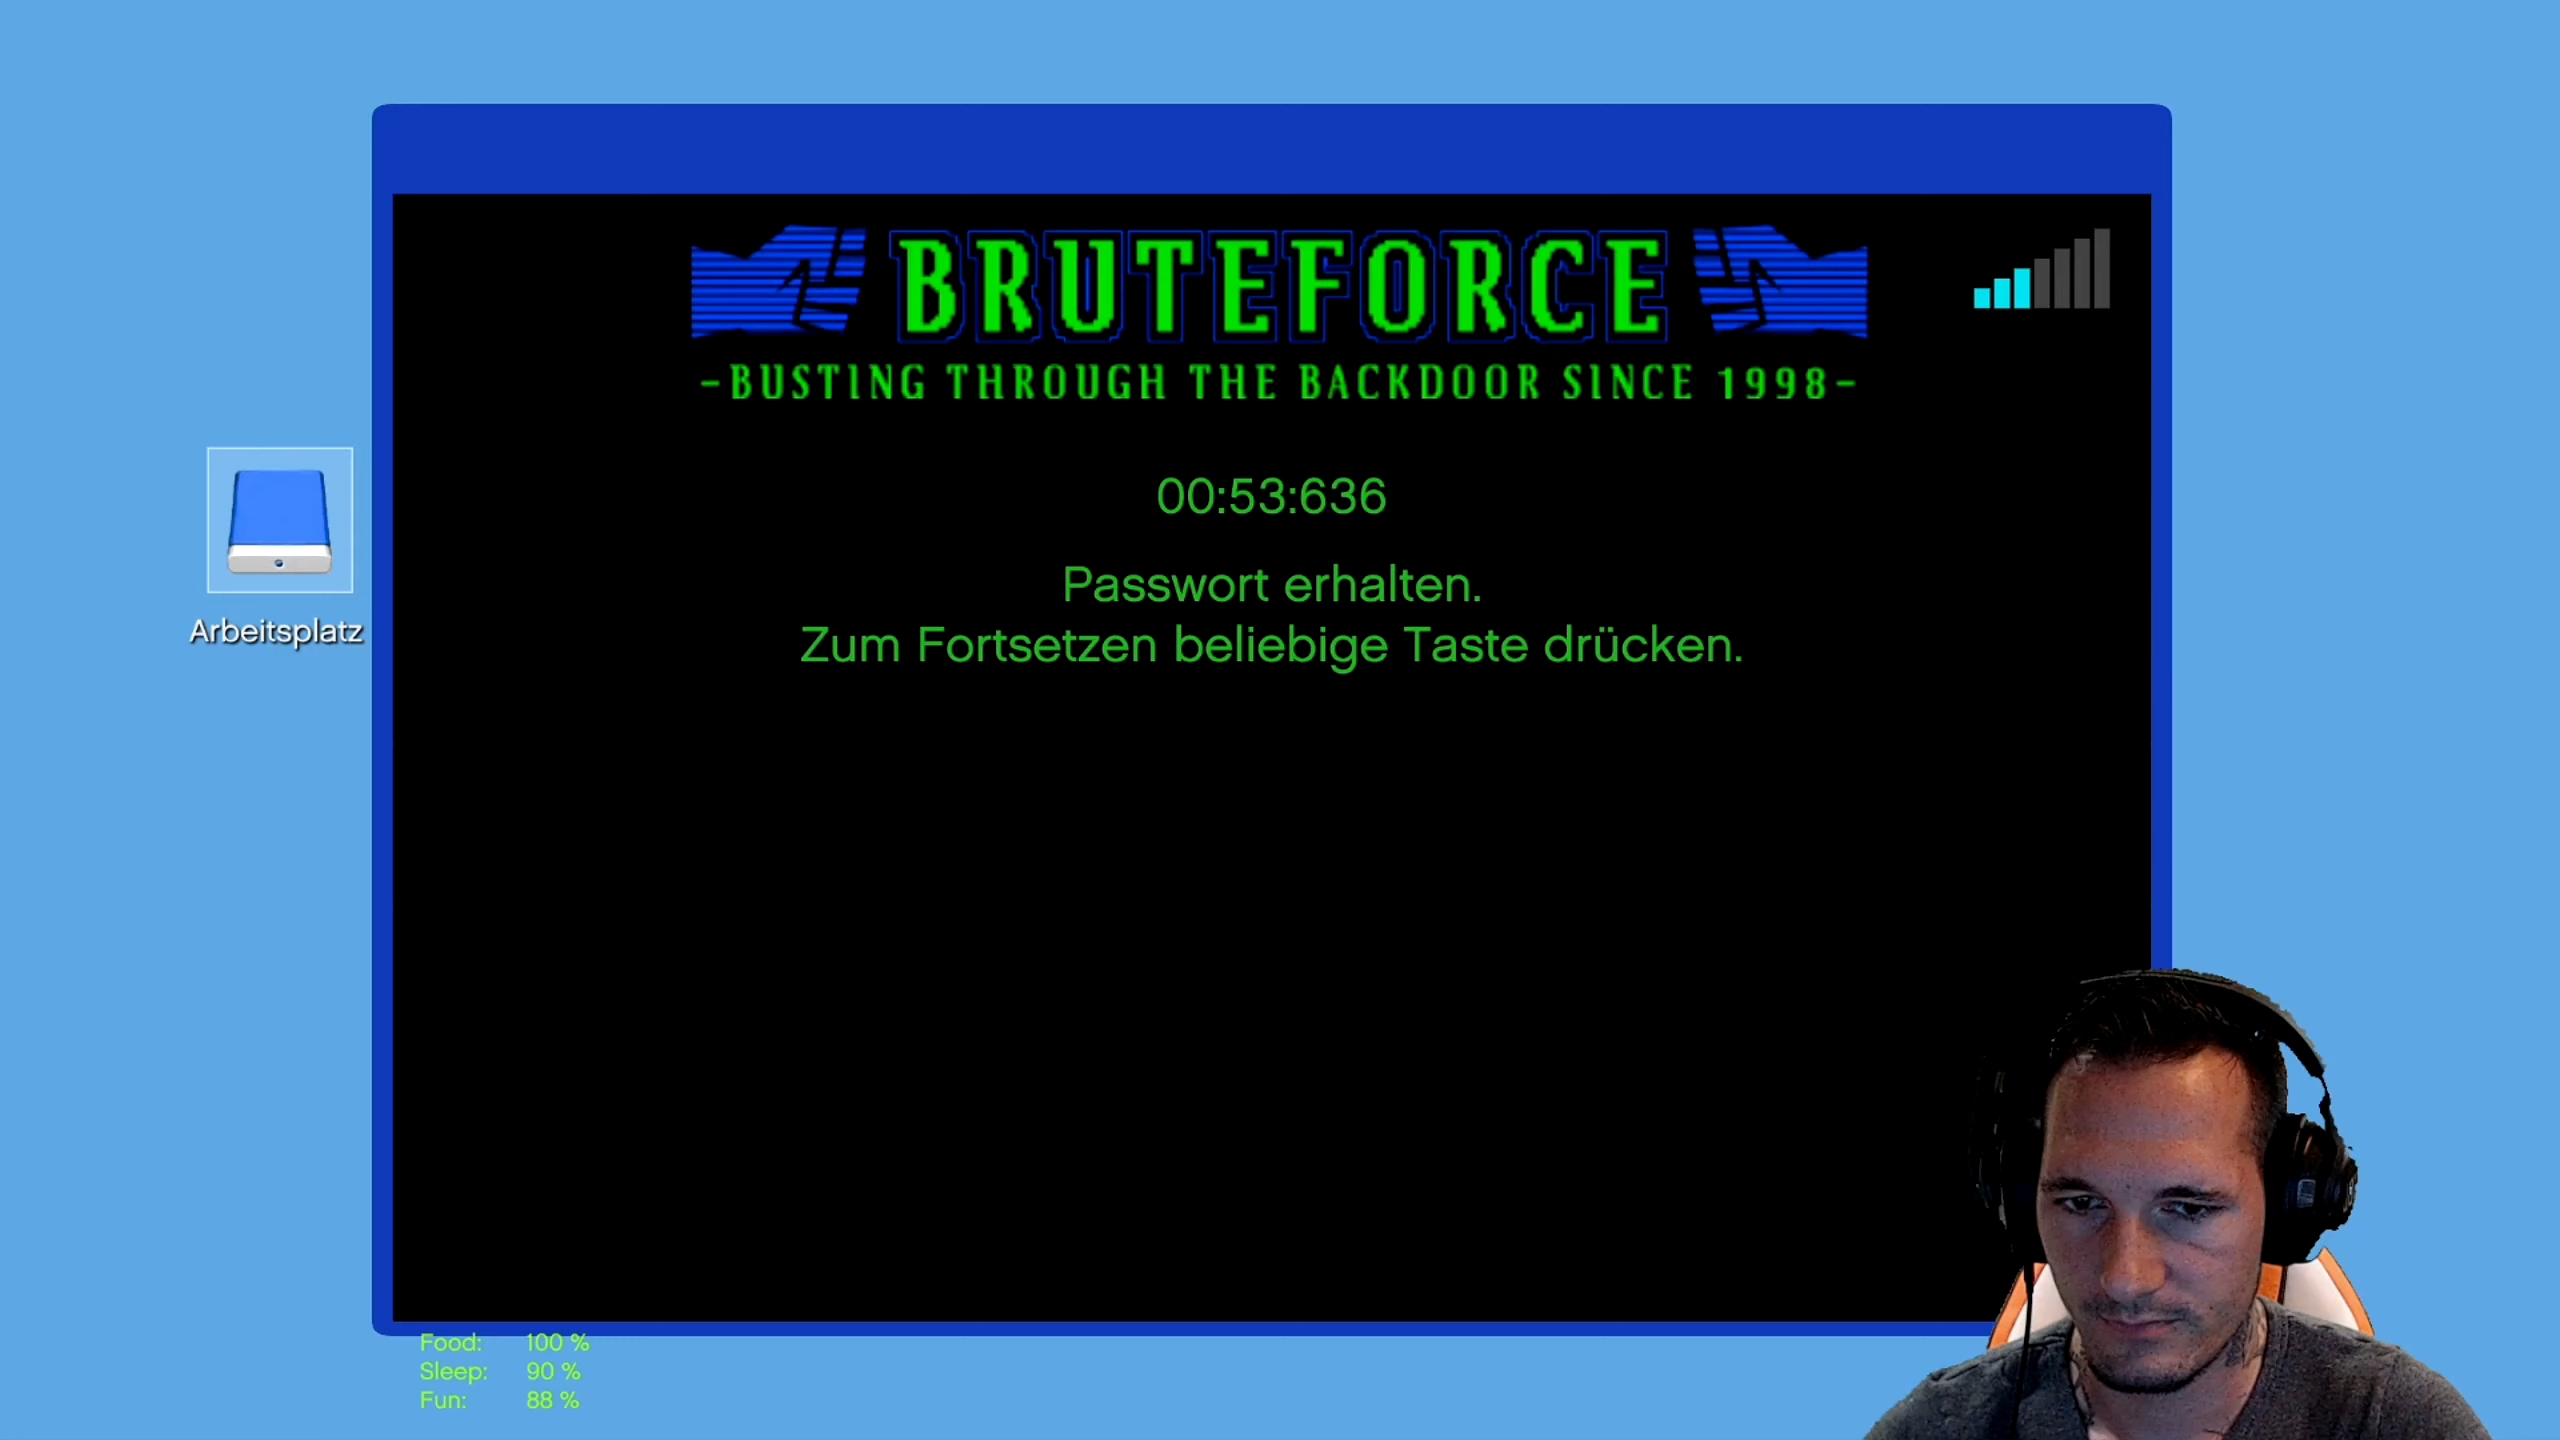 BRUTEFORCE
-BUSTING THROUGH THE BACKDOOR SINCE 1998-
00:53:636
Passwort erhalten.
Zum Fortsetzen beliebige Taste drücken.
Arbeitsplatz
Food: 100 %
Sleep: 90 %
Fun: 88 %